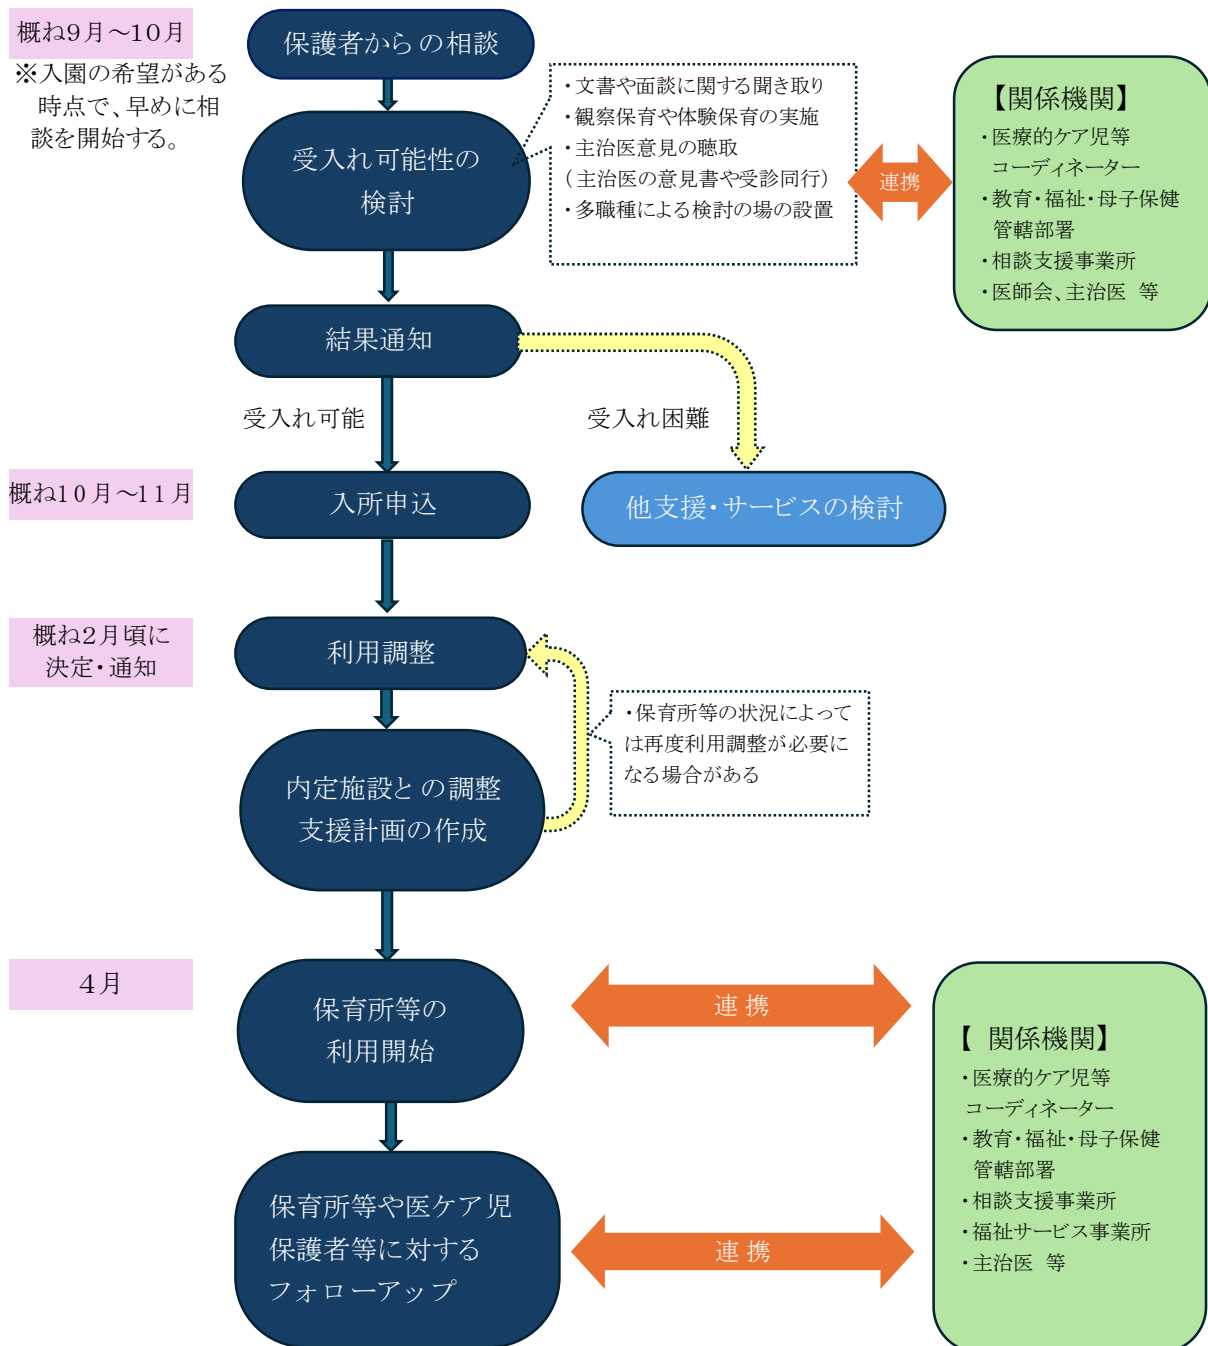 概ね9月～10月
※入園の希望がある
時点で、早めに相
談を開始する。
保護者からの相談
受入れ可能性の
検討
・文書や面談に関する聞き取り
・観察保育や体験保育の実施
・主治医意見の聴取
(主治医の意見書や受診同行)
・多職種による検討の場の設置
連携
【関係機関】
・医療的ケア児等
コーディネーター
・教育・福祉・母子保健
管轄部署
・相談支援事業所
・医師会、主治医 等
結果通知
受入れ可能
受入れ困難
概ね10月～11月
入所申込
他支援・サービスの検討
概ね2月頃に
決定・通知
利用調整
・保育所等の状況によって
は再度利用調整が必要に
なる場合がある
内定施設との調整
支援計画の作成
4月
保育所等の
利用開始
連携
【 関係機関】
・医療的ケア児等
コーディネーター
・教育・福祉・母子保健
管轄部署
・相談支援事業所
・福祉サービス事業所
・主治医 等
保育所等や医ケア児
保護者等に対する
フォローアップ
連携